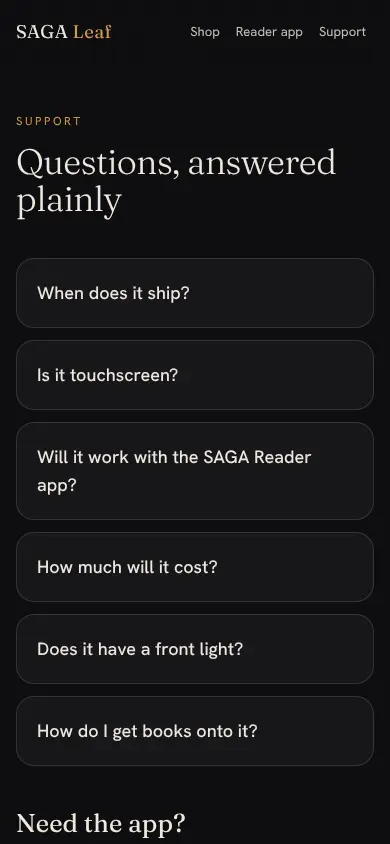 SAGA Leaf
Shop Reader app Support
SUPPORT
Questions, answered
plainly
When does it ship?
Is it touchscreen?
Will it work with the SAGA Reader
app?
How much will it cost?
Does it have a front light?
How do I get books onto it?
Need the app?